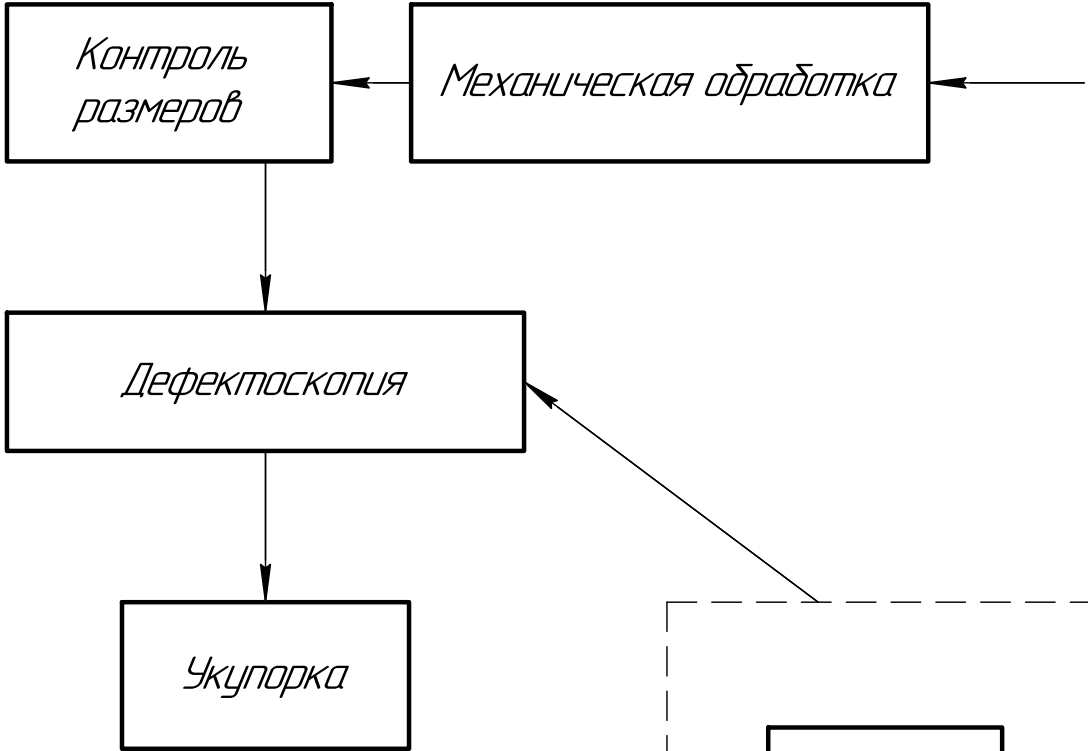 Контроль
размеров
Механическая обработка
Дефектоскопия
Укупорка